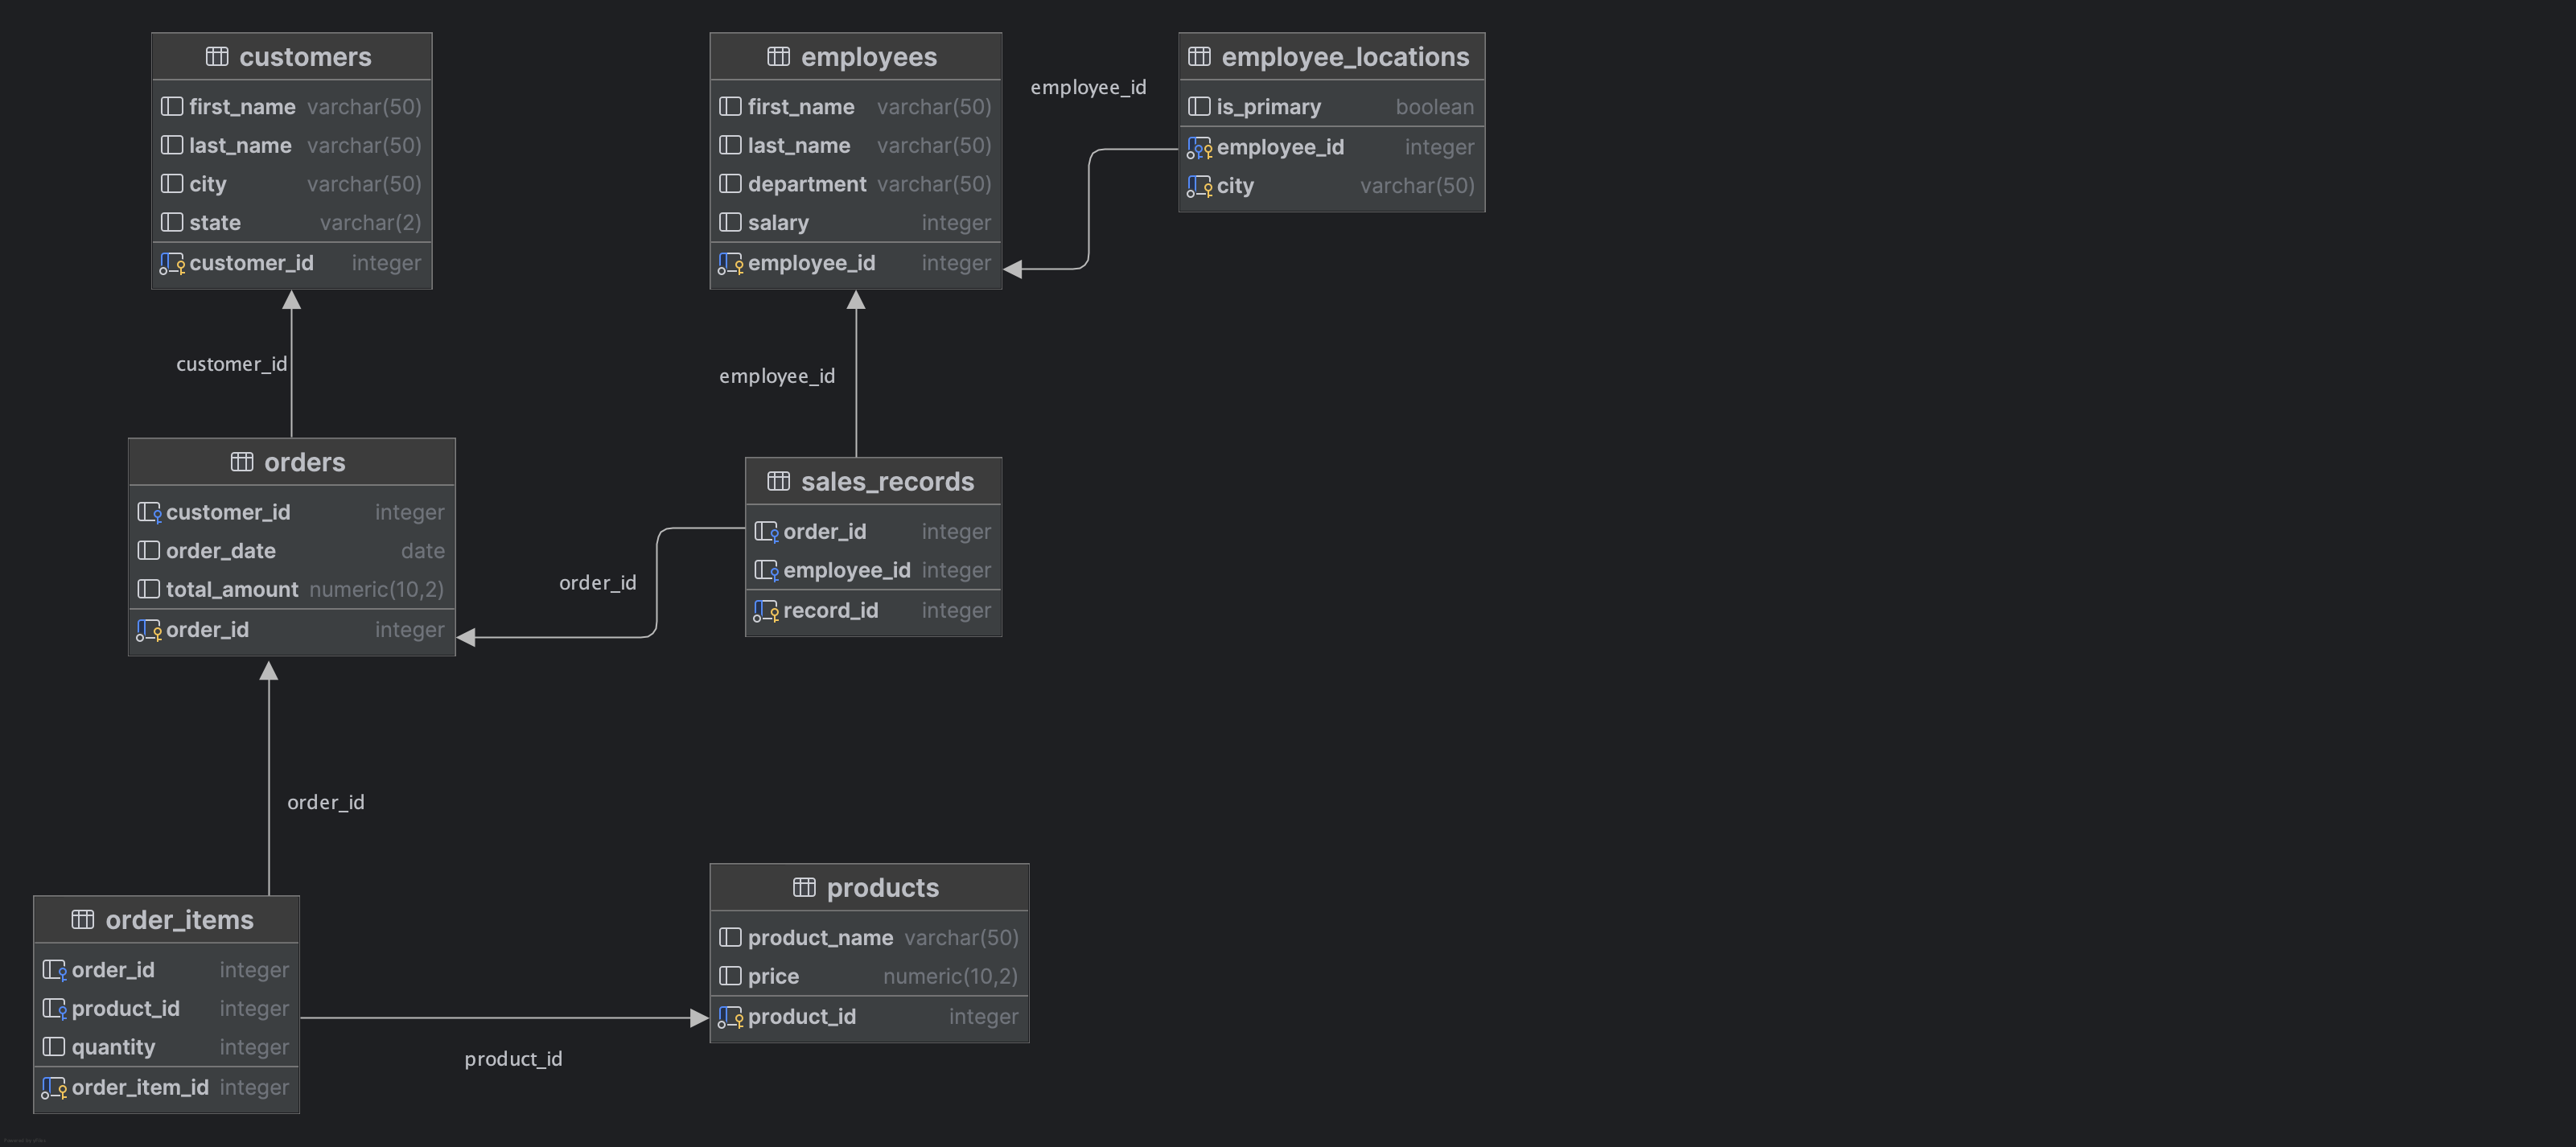 customers
first_name varchar(50)
last_name varchar(50)
city varchar(50)
state varchar(2)
customer_id integer
employees
first_name varchar(50)
last_name varchar(50)
department varchar(50)
salary integer
employee_id integer
employee_id
employee_locations
is_primary boolean
employee_id integer
city varchar(50)
customer_id
employee_id
orders
customer_id integer
order_date date
total_amount numeric(10,2)
order_id integer
order_id
sales_records
order_id integer
employee_id integer
record_id integer
order_id
order_items
order_id integer
product_id integer
quantity integer
order_item_id integer
product_id
products
product_name varchar(50)
price numeric(10,2)
product_id integer